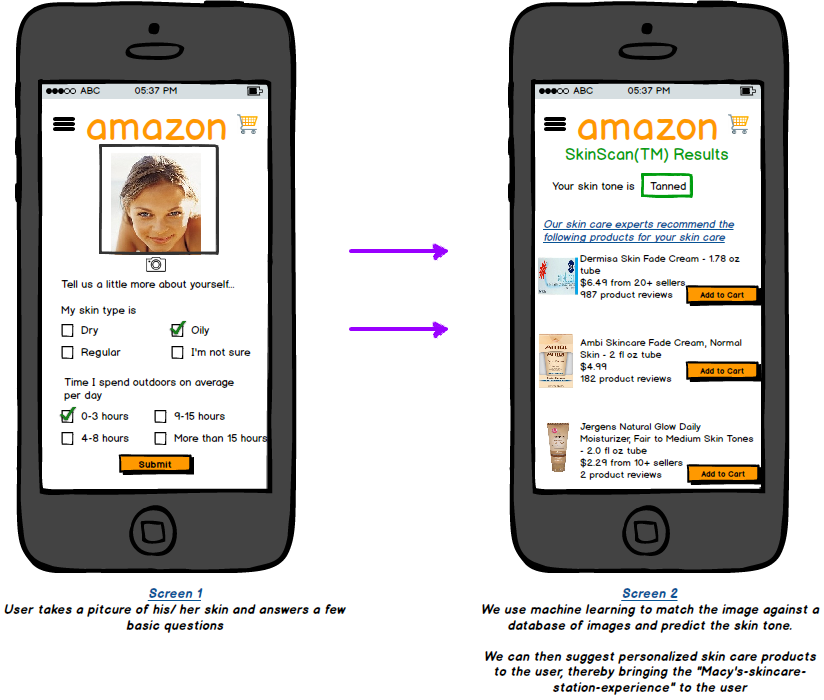 ABC 05:37 PM
amazon
Tell us a little more about yourself...
My skin type is
Dry Oily
Regular I'm not sure
Time I spend outdoors on average
per day
0-3 hours 9-15 hours
4-8 hours More than 15 hours
Submit
Screen 1
User takes a pitcure of his/ her skin and answers a few
basic questions
ABC 05:37 PM
amazon
SkinScan(TM) Results
Your skin tone is Tanned
Our skin care experts recommend the
following products for your skin care
Dermisa Skin Fade Cream - 1.78 oz
tube
$6.49 from 20+ sellers
987 product reviews
Add to Cart
Ambi Skincare Fade Cream, Normal
Skin - 2 fl oz tube
$4.99
182 product reviews
Add to Cart
Jergens Natural Glow Daily
Moisturizer, Fair to Medium Skin Tones
- 2.0 fl oz tube
$2.29 from 10+ sellers
2 product reviews
Add to Cart
Screen 2
We use machine learning to match the image against a
database of images and predict the skin tone.
We can then suggest personalized skin care products
to the user, thereby bringing the "Macy's-skincare-
station-experience" to the user